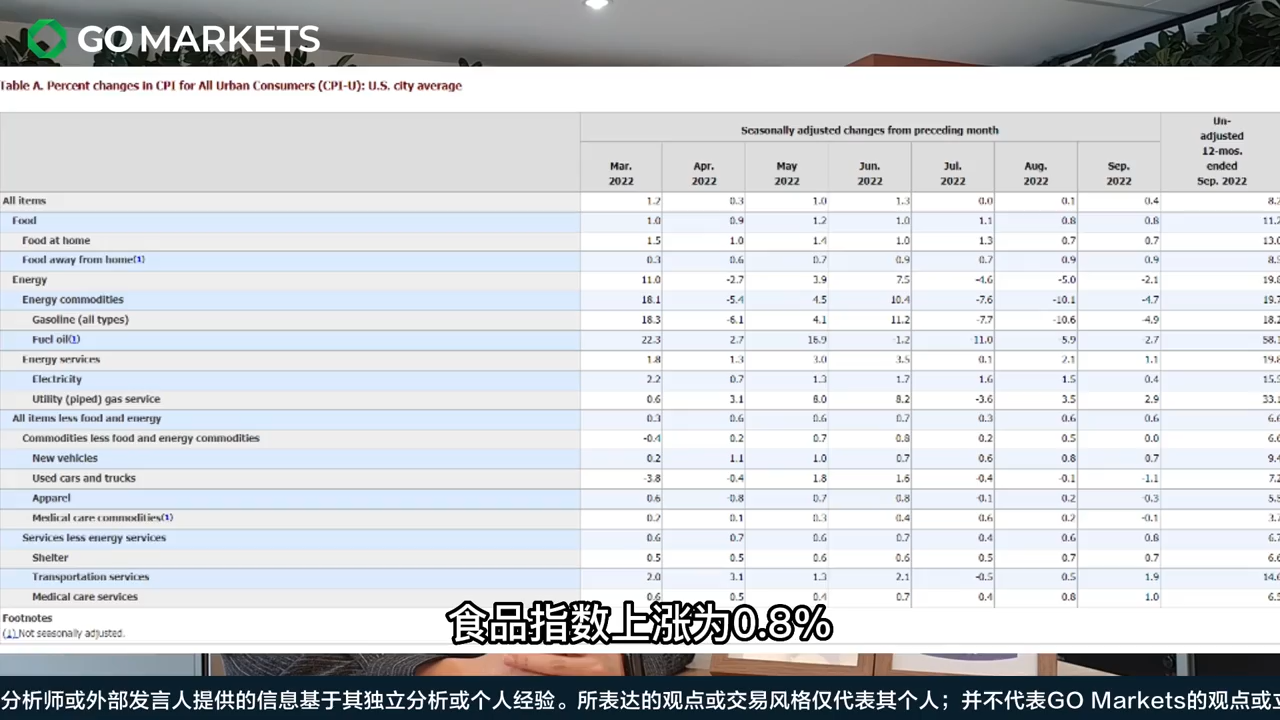 GO MARKETS
Table A. Percent changes in CPI for All Urban Consumers (CPI-U): U.S. city average
Seasonally adjusted changes from preceding month
Un-adjusted 12-mos. ended Sep. 2022
Mar. 2022 Apr. 2022 May 2022 Jun. 2022 Jul. 2022 Aug. 2022 Sep. 2022
All items 1.2 0.3 1.0 1.3 0.0 0.1 0.4
Food 1.0 0.9 1.2 1.0 1.1 0.8 0.8
Food at home 1.5 1.0 1.4 1.0 1.3 0.7 0.7
Food away from home(1) 0.3 0.6 0.7 0.9 0.7 0.9 0.9
Energy 11.0 -2.7 3.9 7.5 -4.6 -5.0 -2.1
Energy commodities 18.1 -5.4 4.5 10.4 -7.6 -10.1 -4.7
Gasoline (all types) 18.3 -6.1 4.1 11.2 -7.7 -10.6 -4.9
Fuel oil(1) 22.3 2.7 16.9 -1.2 -11.0 -5.9 -2.7
Energy services 1.8 1.3 3.0 3.5 0.1 2.1 1.1
Electricity 2.2 0.7 1.3 1.7 1.6 1.5 0.4
Utility (piped) gas service 0.6 3.1 8.0 8.2 -3.6 3.5 2.9
All items less food and energy 0.3 0.6 0.6 0.7 0.3 0.6 0.6
Commodities less food and energy commodities -0.4 0.2 0.7 0.8 0.2 0.5 0.0
New vehicles 0.2 1.1 1.0 0.7 0.6 0.8 0.7
Used cars and trucks -3.8 -0.4 1.8 1.6 -0.4 -0.1 -1.1
Apparel 0.6 -0.8 0.7 0.8 -0.1 0.2 -0.3
Medical care commodities(1) 0.2 0.1 0.3 0.4 0.6 0.2 -0.1
Services less energy services 0.6 0.7 0.6 0.7 0.4 0.6 0.8
Shelter 0.5 0.5 0.6 0.6 0.5 0.7 0.7
Transportation services 2.0 3.1 1.3 2.1 -0.5 0.5 1.9
Medical care services 0.6 0.5 0.4 0.7 0.4 0.8 1.0
Footnotes
(1) Not seasonally adjusted.
食品指数上涨为0.8%
分析师或外部发言人提供的信息基于其独立分析或个人经验。所表达的观点或交易风格仅代表其个人；并不代表GO Markets的观点或